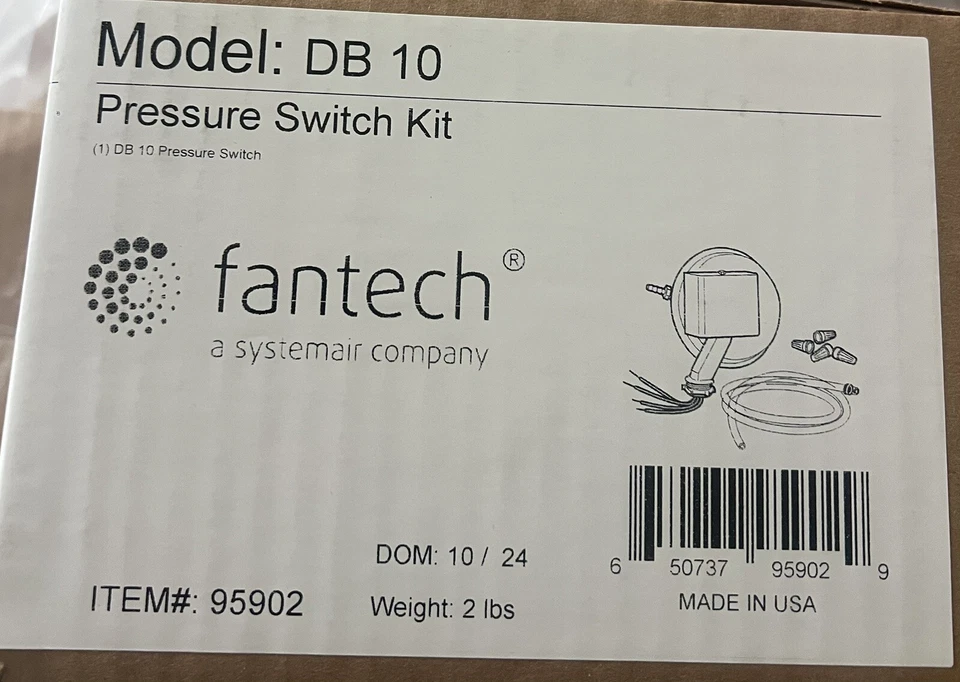 Model: DB 10
Pressure Switch Kit
(1) DB 10 Pressure Switch
fantech®
a systemair company
DOM: 10 / 24
ITEM#: 95902
Weight: 2 lbs
6 50737 95902 9
MADE IN USA